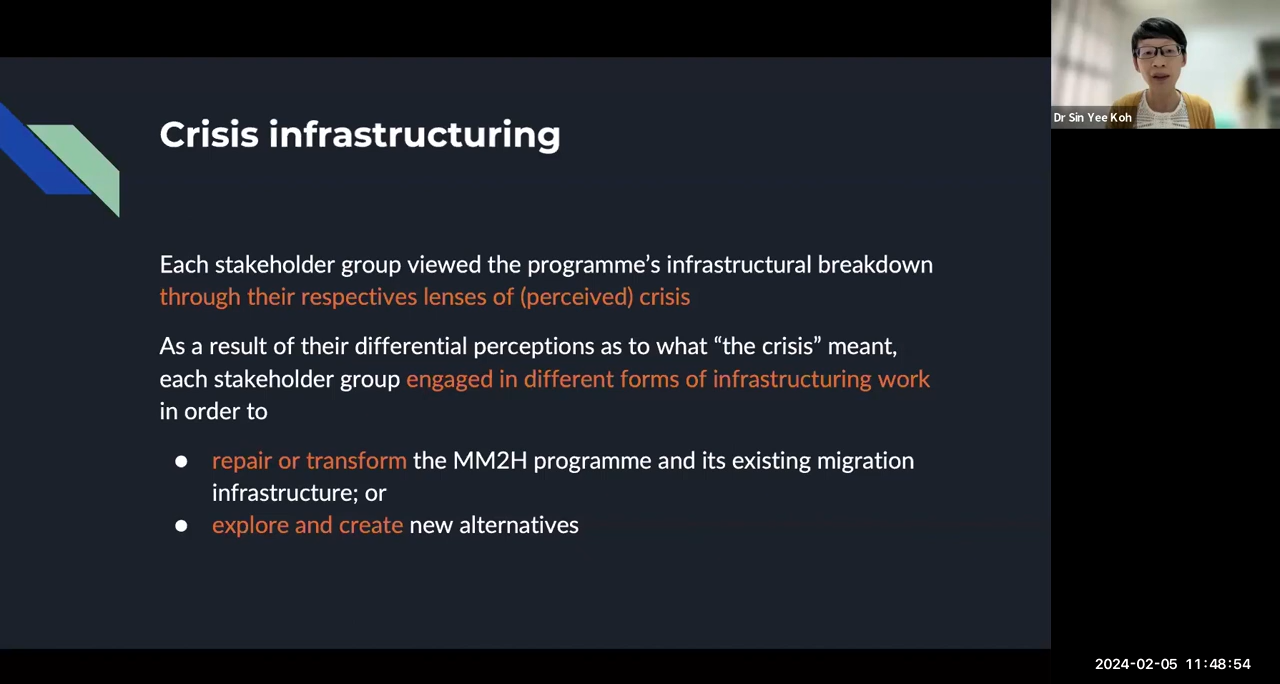 Crisis infrastructuring
Each stakeholder group viewed the programme’s infrastructural breakdown
through their respectives lenses of (perceived) crisis
As a result of their differential perceptions as to what “the crisis” meant,
each stakeholder group engaged in different forms of infrastructuring work
in order to
● repair or transform the MM2H programme and its existing migration
infrastructure; or
● explore and create new alternatives
Dr Sin Yee Koh
2024-02-05 11:48:54